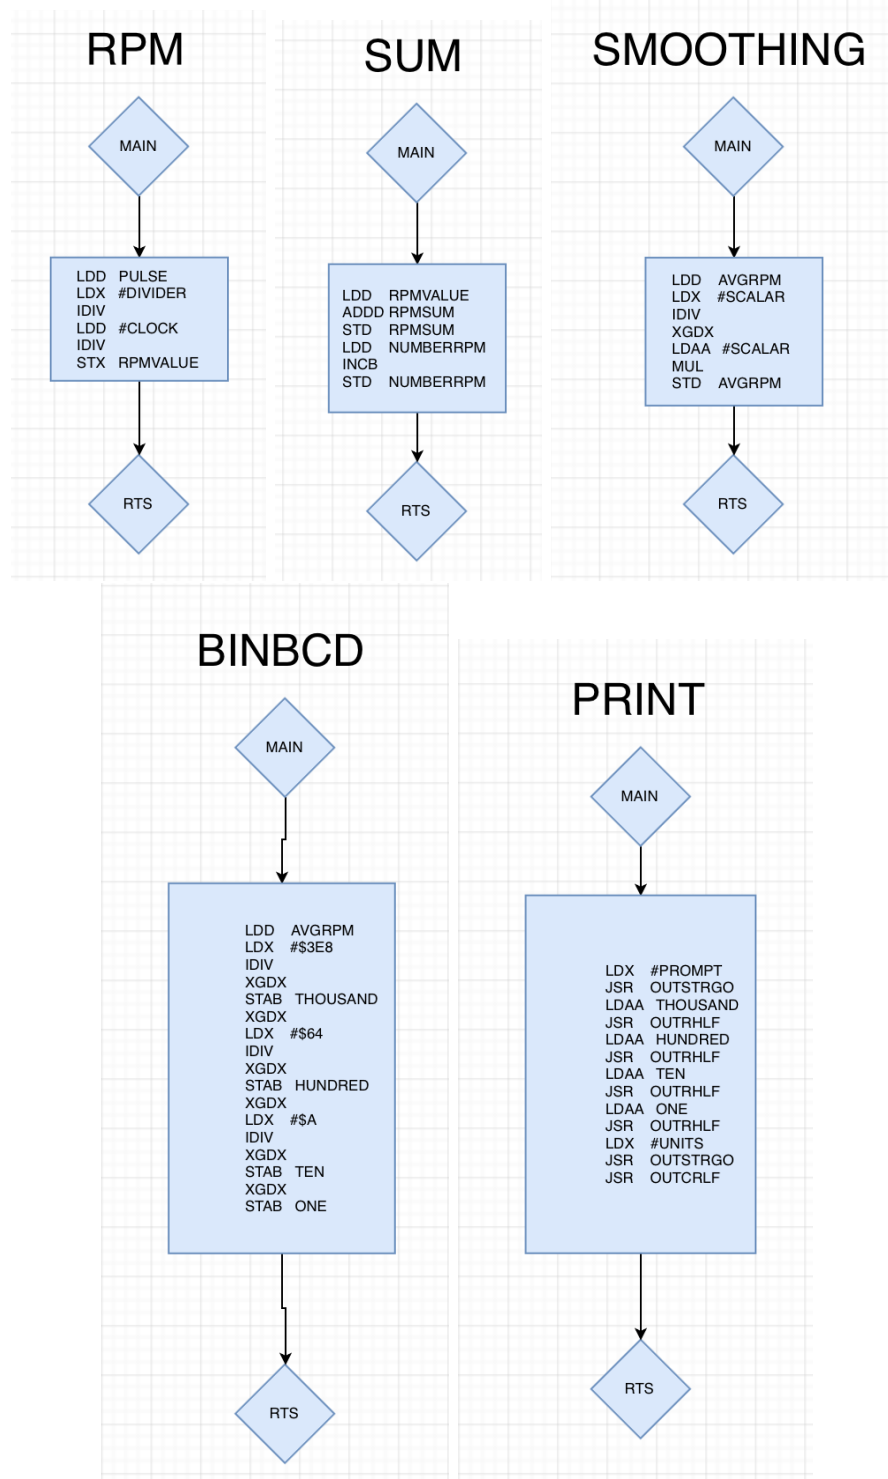 RPM
MAIN
LDD PULSE
LDX #DIVIDER
IDIV
LDD #CLOCK
IDIV
STX RPMVALUE
RTS
SUM
MAIN
LDD RPMVALUE
ADDD RPMSUM
STD RPMSUM
LDD NUMBERRPM
INCB
STD NUMBERRPM
RTS
SMOOTHING
MAIN
LDD AVGRPM
LDX #SCALAR
IDIV
XGDX
LDAA #SCALAR
MUL
STD AVGRPM
RTS
BINBCD
MAIN
LDD AVGRPM
LDX #$3E8
IDIV
XGDX
STAB THOUSAND
XGDX
LDX #$64
IDIV
XGDX
STAB HUNDRED
XGDX
LDX #$A
IDIV
XGDX
STAB TEN
XGDX
STAB ONE
RTS
PRINT
MAIN
LDX #PROMPT
JSR OUTSTRGO
LDAA THOUSAND
JSR OUTRHLF
LDAA HUNDRED
JSR OUTRHLF
LDAA TEN
JSR OUTRHLF
LDAA ONE
JSR OUTRHLF
LDX #UNITS
JSR OUTSTRGO
JSR OUTCRLF
RTS